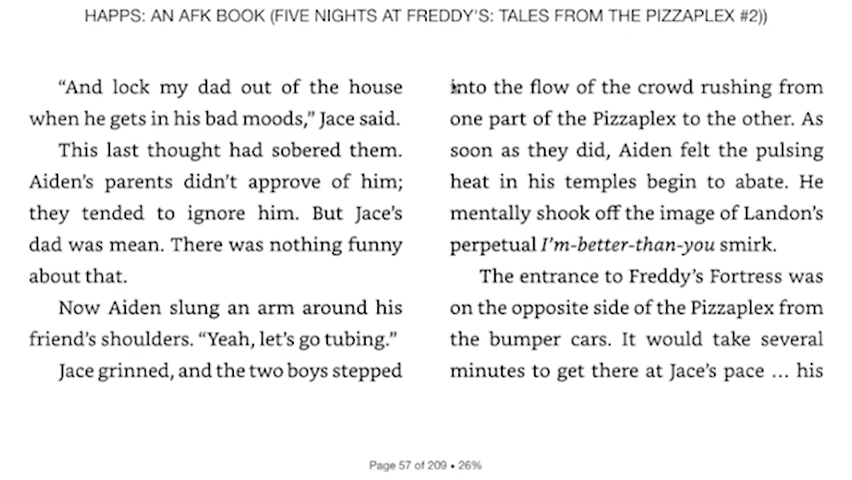 HAPPS: AN AFK BOOK (FIVE NIGHTS AT FREDDY'S: TALES FROM THE PIZZAPLEX #2))
“And lock my dad out of the house
when he gets in his bad moods,” Jace said.
This last thought had sobered them.
Aiden’s parents didn’t approve of him;
they tended to ignore him. But Jace’s
dad was mean. There was nothing funny
about that.
Now Aiden slung an arm around his
friend’s shoulders. “Yeah, let’s go tubing.”
Jace grinned, and the two boys stepped
into the flow of the crowd rushing from
one part of the Pizzaplex to the other. As
soon as they did, Aiden felt the pulsing
heat in his temples begin to abate. He
mentally shook off the image of Landon’s
perpetual I’m-better-than-you smirk.
The entrance to Freddy’s Fortress was
on the opposite side of the Pizzaplex from
the bumper cars. It would take several
minutes to get there at Jace’s pace ... his
Page 57 of 209 • 26%